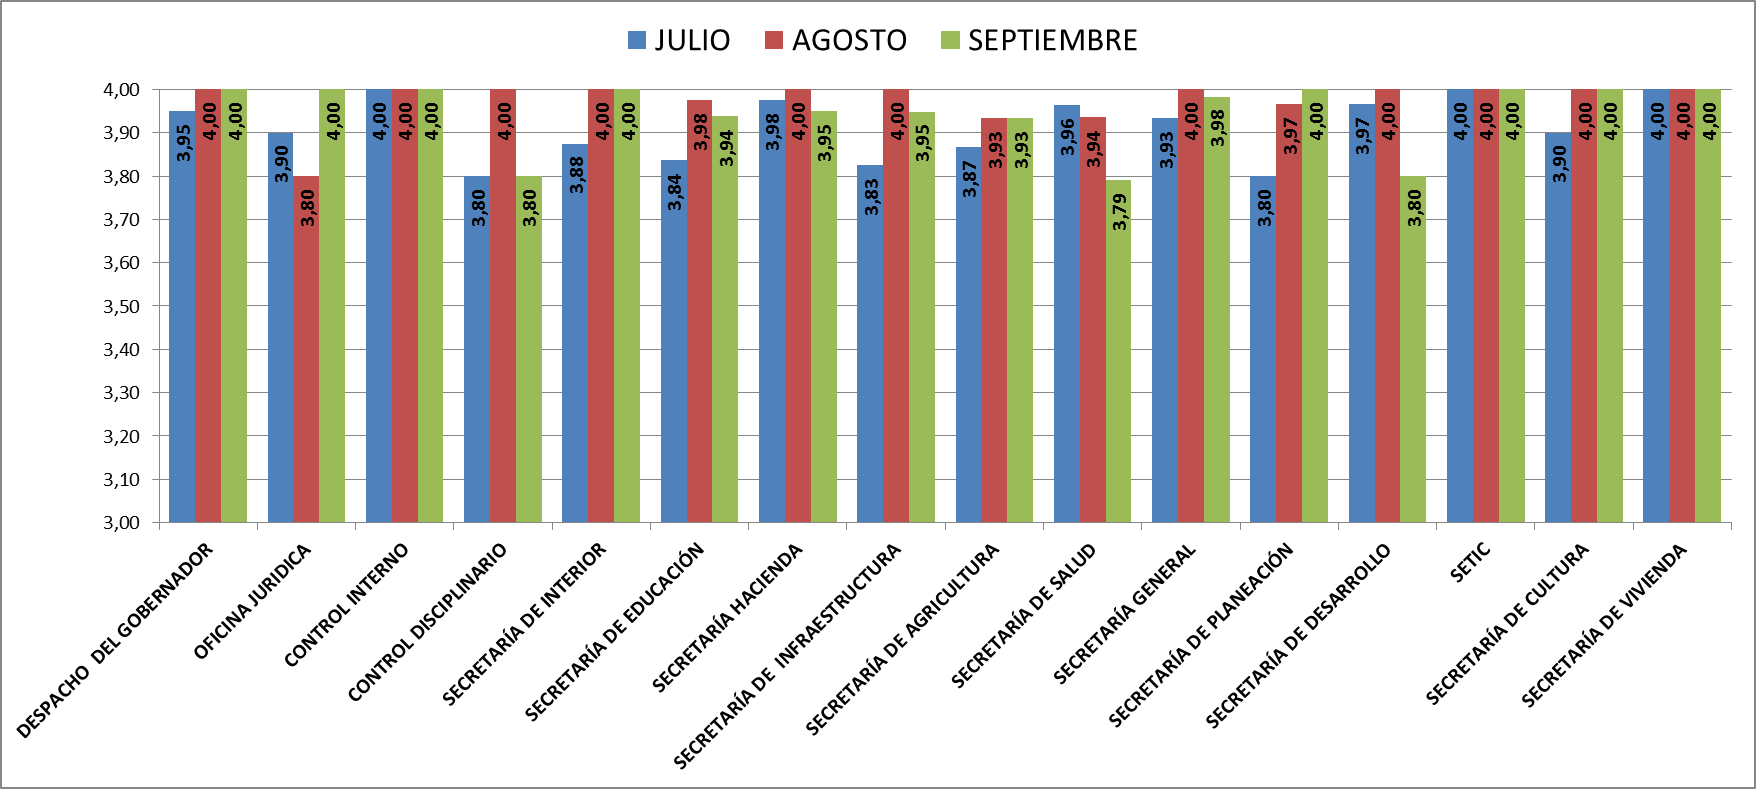 JULIO AGOSTO SEPTIEMBRE
4,00
3,90
3,80
3,70
3,60
3,50
3,40
3,30
3,20
3,10
3,00
3,95 4,00 4,00
3,90 3,80 4,00
4,00 4,00 4,00
3,80 4,00 3,80
3,88 4,00 4,00
3,84 3,98 3,94
3,98 4,00 3,95
3,83 4,00 3,95
3,87 3,93 3,93
3,96 3,94 3,79
3,93 4,00 3,98
3,80 3,97 4,00
3,97 4,00 3,80
4,00 4,00 4,00
3,90 4,00 4,00
4,00 4,00 4,00
DESPACHO DEL GOBERNADOR
OFICINA JURIDICA
CONTROL INTERNO
CONTROL DISCIPLINARIO
SECRETARÍA DE INTERIOR
SECRETARÍA DE EDUCACIÓN
SECRETARÍA HACIENDA
SECRETARÍA DE INFRAESTRUCTURA
SECRETARÍA DE AGRICULTURA
SECRETARÍA DE SALUD
SECRETARÍA GENERAL
SECRETARÍA DE PLANEACIÓN
SECRETARÍA DE DESARROLLO
SETIC
SECRETARÍA DE CULTURA
SECRETARÍA DE VIVIENDA